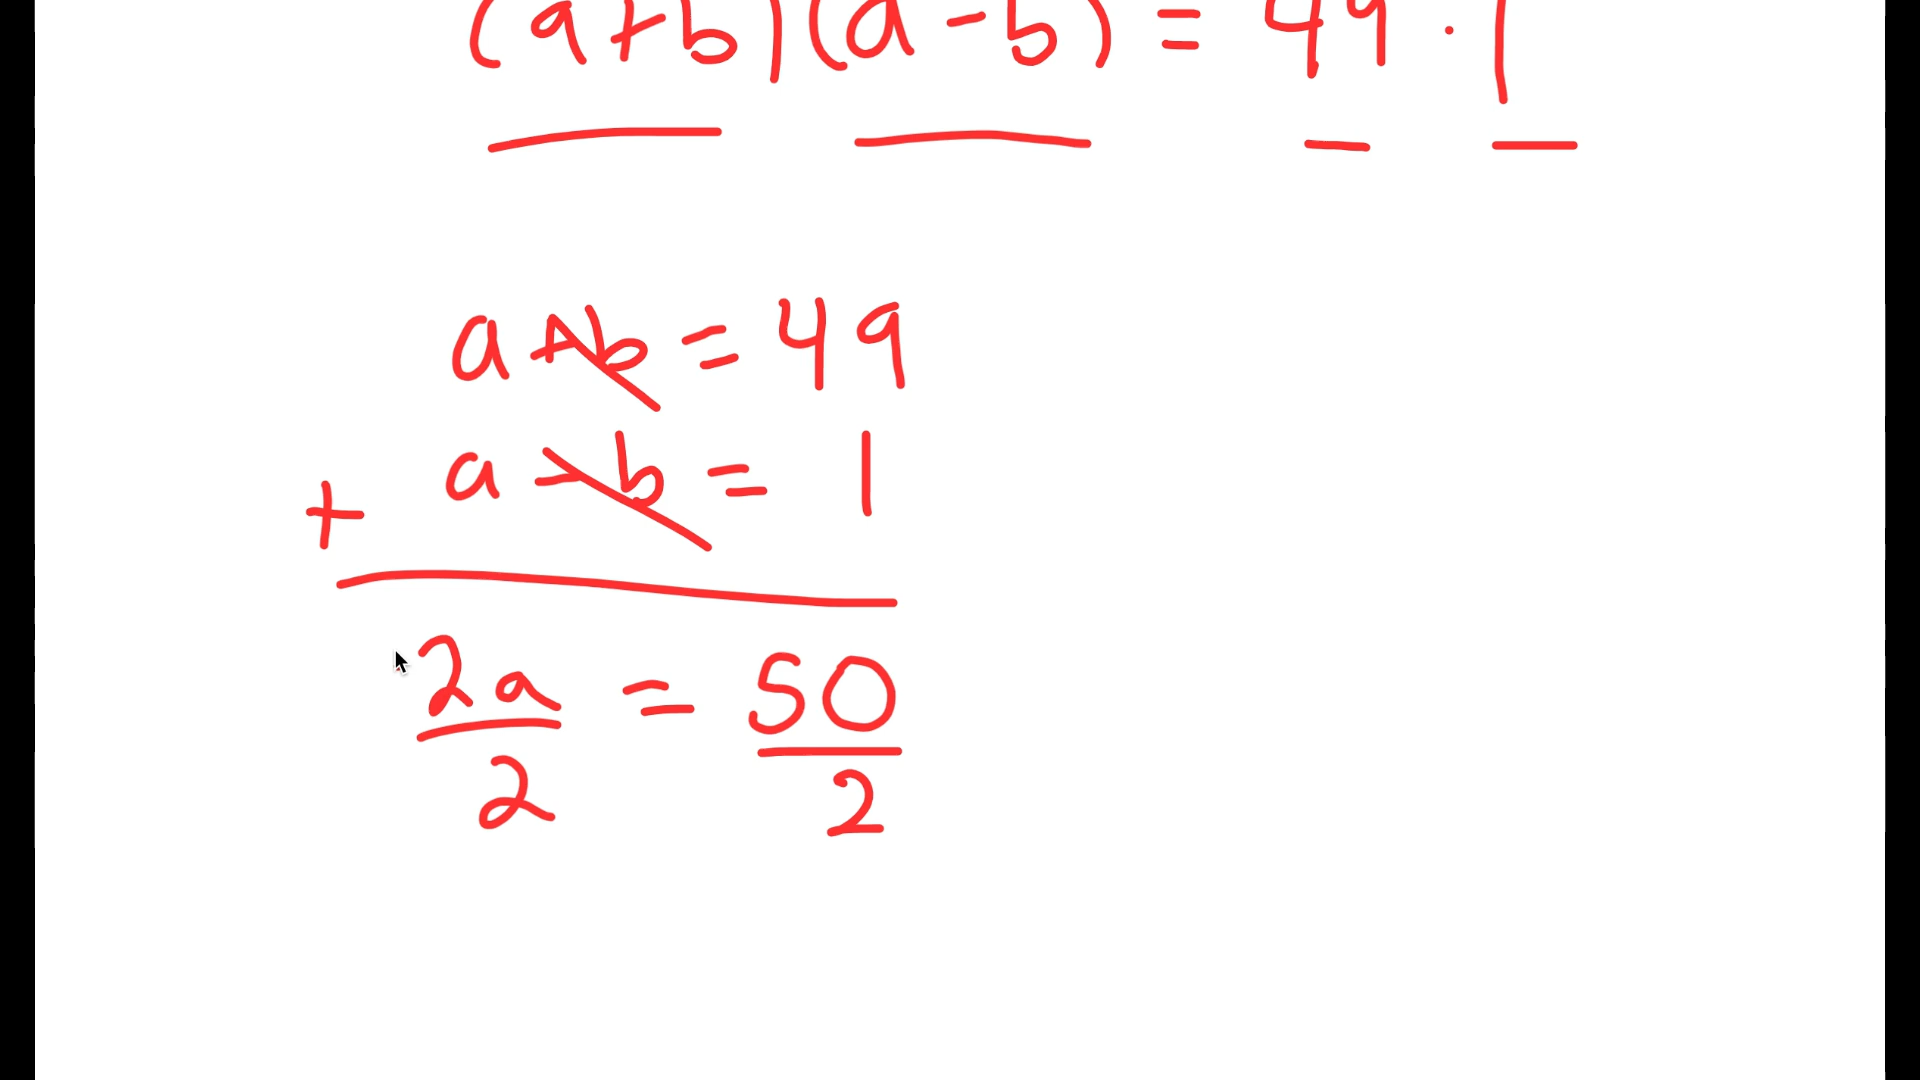 (a+b)(a-b) = 49 · 1
a+b = 49
a-b = 1
+
2a = 50
2 2